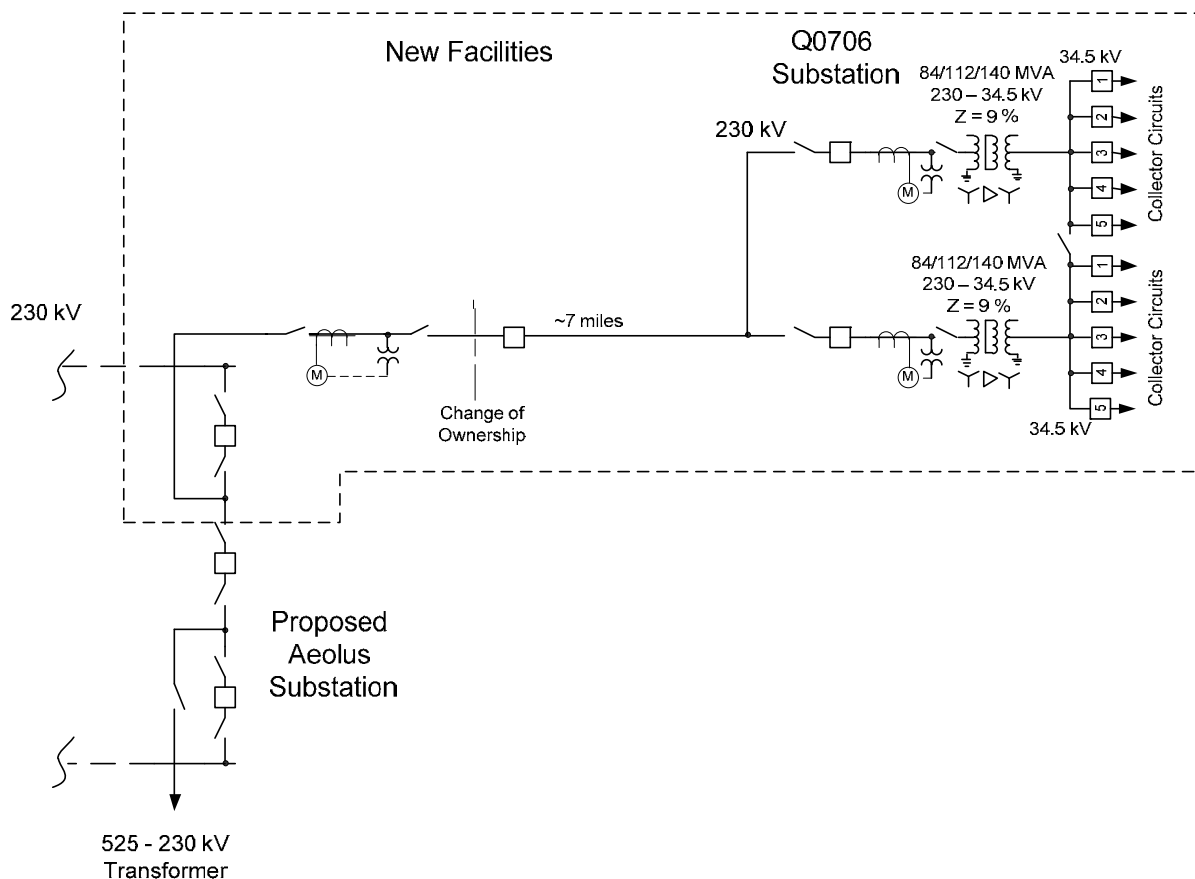 New Facilities
Q0706
Substation
34.5 kV
84/112/140 MVA
230 – 34.5 kV
Z = 9 %
230 kV
M
1
2
3
4
5
Collector Circuits
84/112/140 MVA
230 – 34.5 kV
Z = 9 %
M
1
2
3
4
5
Collector Circuits
34.5 kV
230 kV
~7 miles
M
Change of
Ownership
Proposed
Aeolus
Substation
525 - 230 kV
Transformer